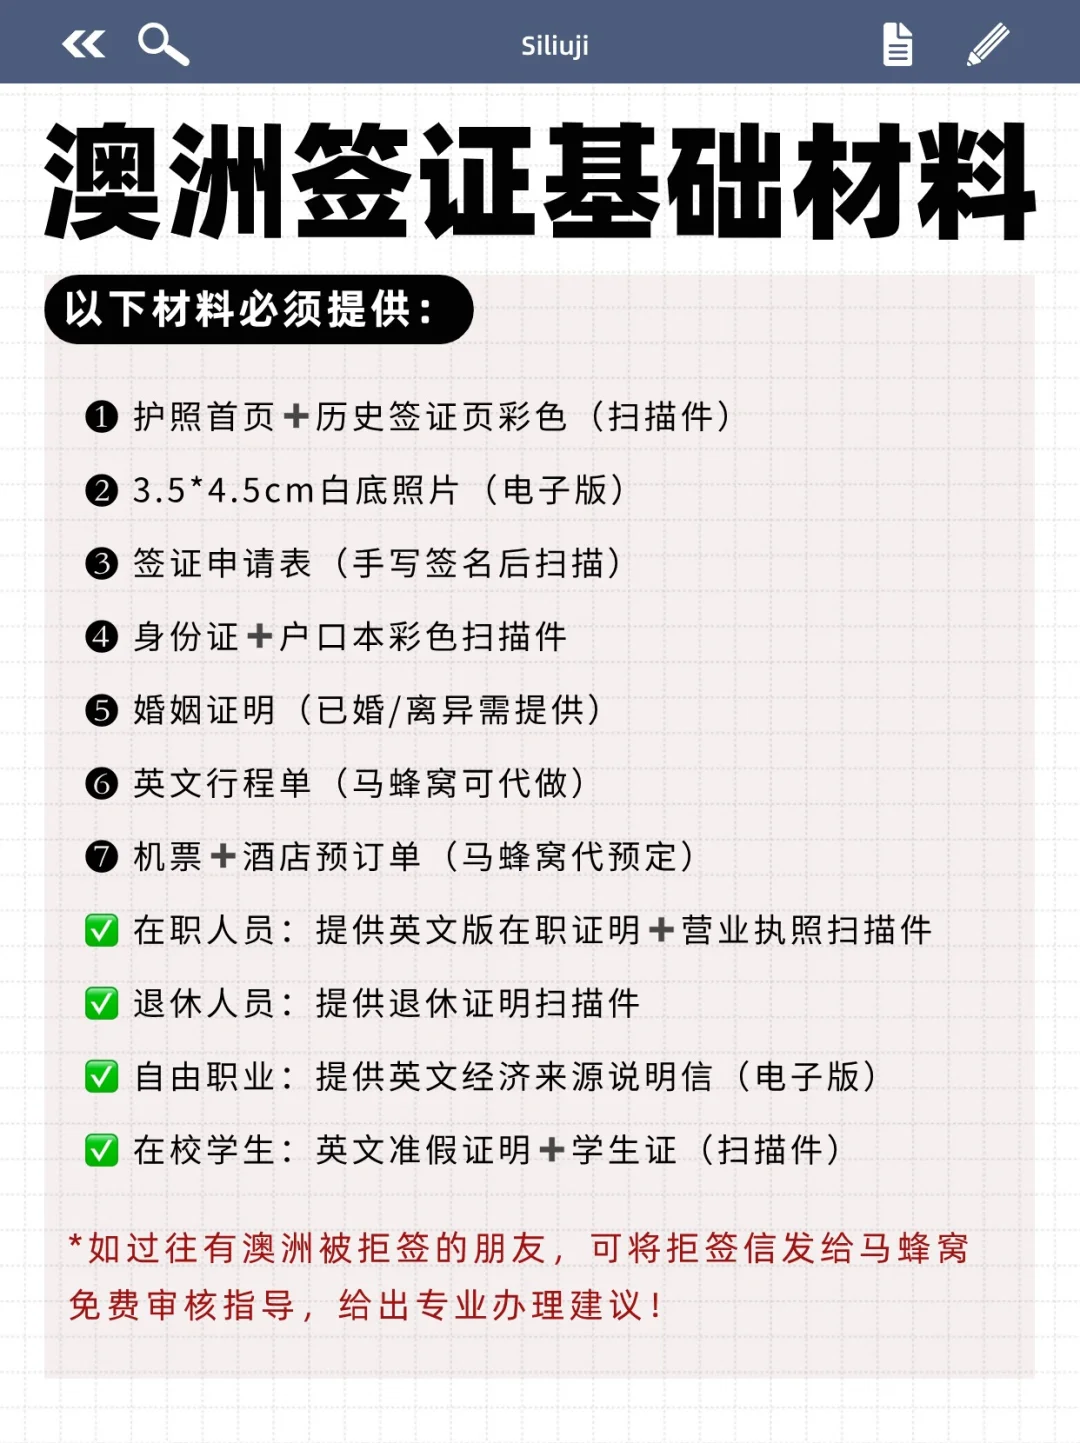 Siliuji
澳洲签证基础材料
以下材料必须提供：
❶ 护照首页➕历史签证页彩色（扫描件）
❷ 3.5*4.5cm白底照片（电子版）
❸ 签证申请表（手写签名后扫描）
❹ 身份证➕户口本彩色扫描件
❺ 婚姻证明（已婚/离异需提供）
❻ 英文行程单（马蜂窝可代做）
❼ 机票➕酒店预订单（马蜂窝代预定）
✅ 在职人员：提供英文版在职证明➕营业执照扫描件
✅ 退休人员：提供退休证明扫描件
✅ 自由职业：提供英文经济来源说明信（电子版）
✅ 在校学生：英文准假证明➕学生证（扫描件）
*如过往有澳洲被拒签的朋友，可将拒签信发给马蜂窝
免费审核指导，给出专业办理建议！